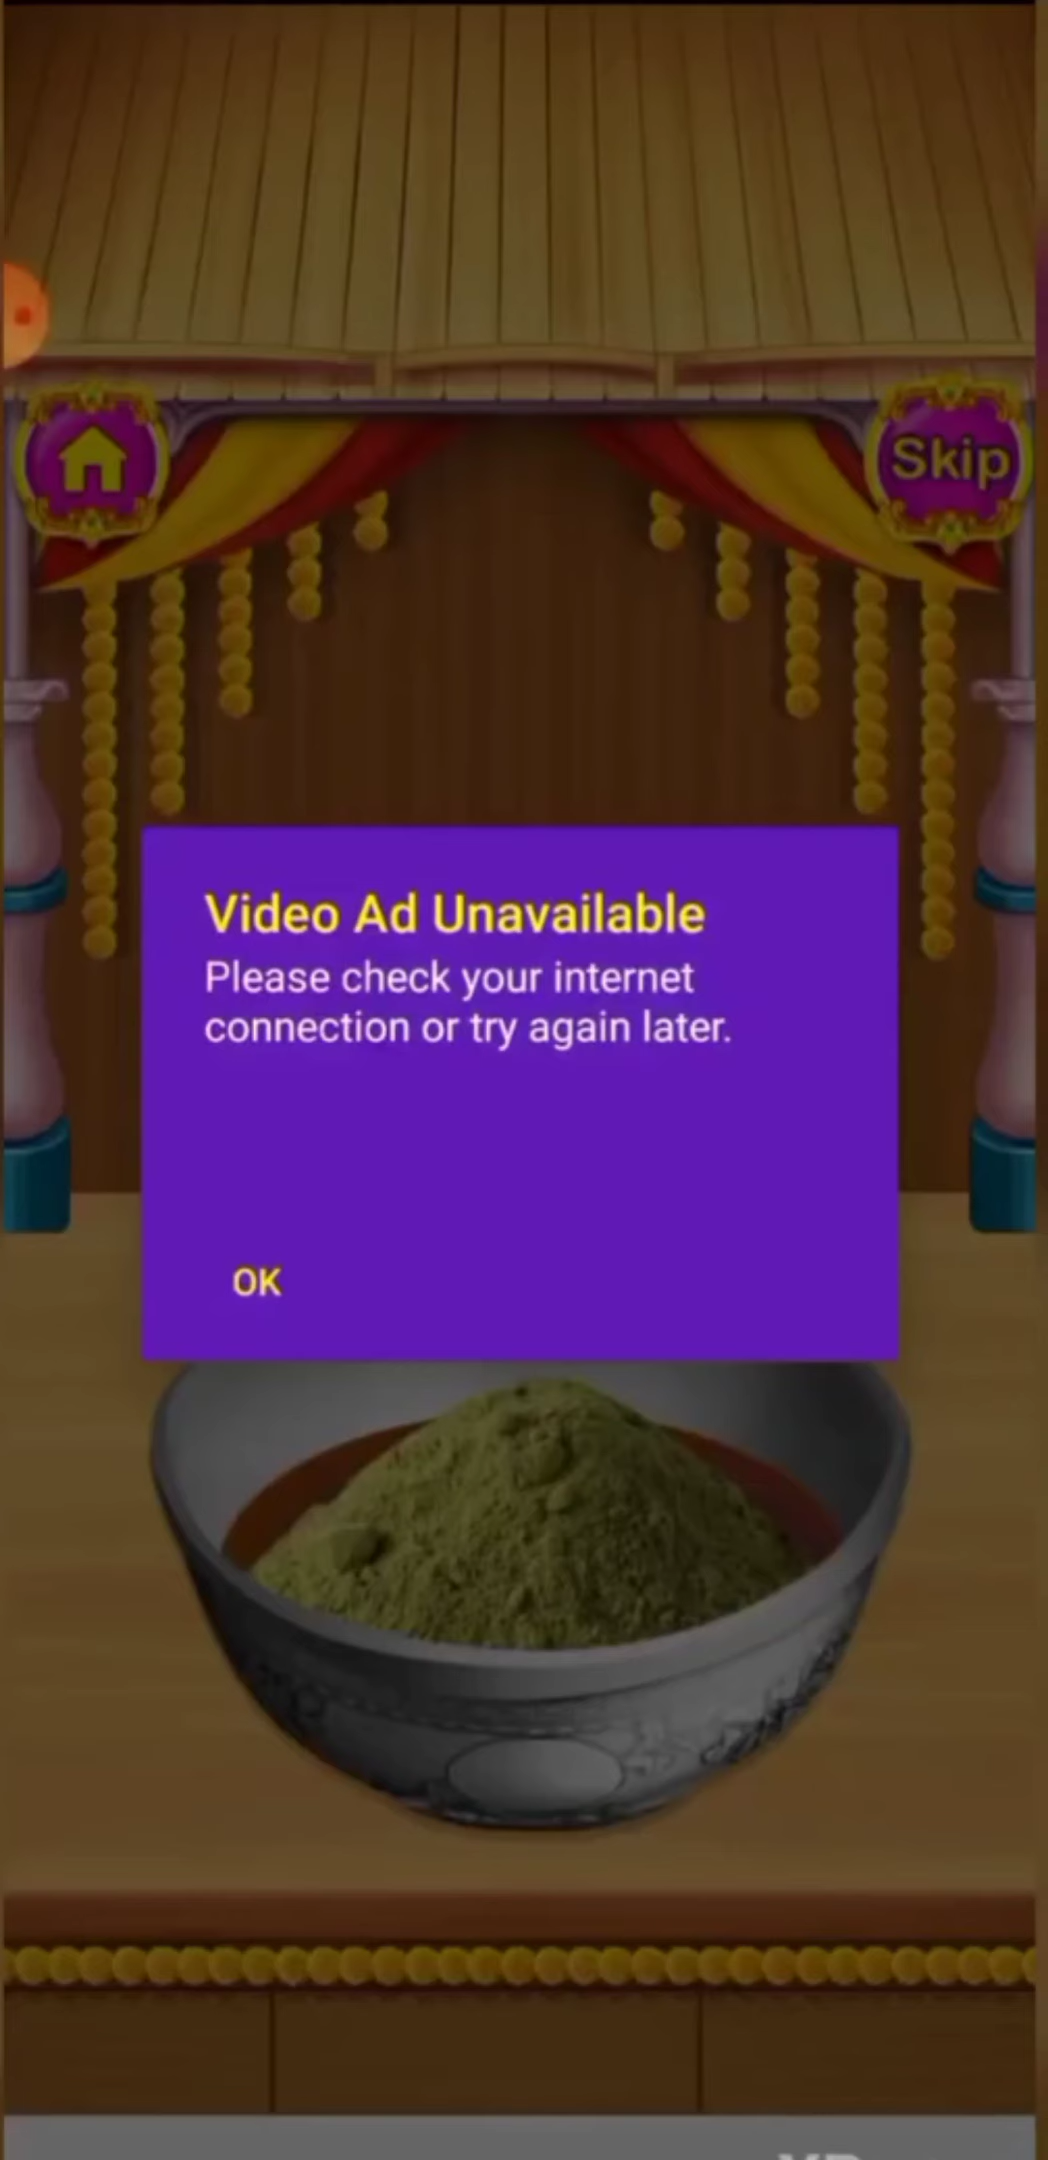 Skip
Video Ad Unavailable
Please check your internet
connection or try again later.
OK